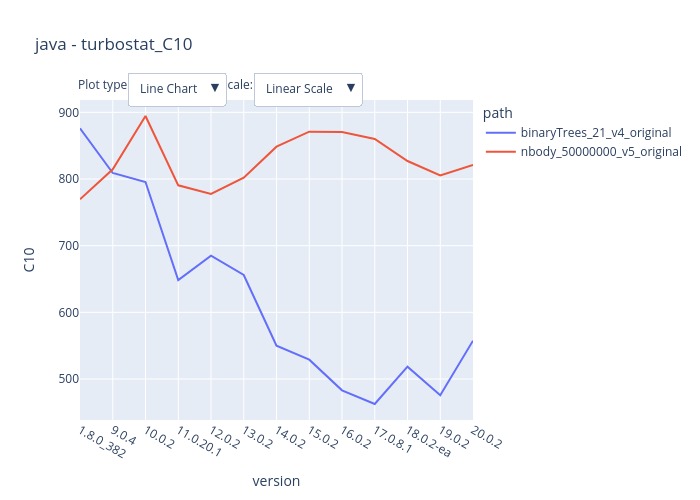 java - turbostat_C10
Plot type
Line Chart ▼
cale:
Linear Scale ▼
path
binaryTrees_21_v4_original
nbody_50000000_v5_original
900
800
700
600
500
C10
1.8.0_382
9.0.4
10.0.2
11.0.20.1
12.0.2
13.0.2
14.0.2
15.0.2
16.0.2
17.0.8.1
18.0.2-ea
19.0.2
20.0.2
version